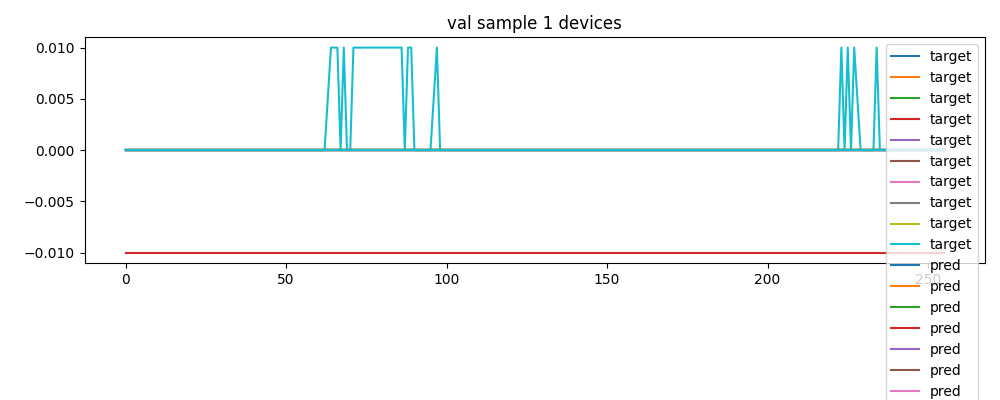 val sample 1 devices
0.010
0.005
0.000
−0.005
−0.010
0
50
100
150
200
250
target
target
target
target
target
target
target
target
target
target
pred
pred
pred
pred
pred
pred
pred